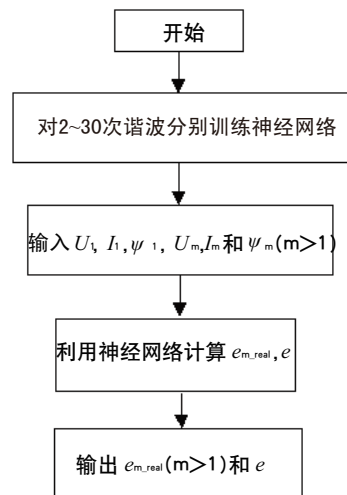 开始
对2~30次谐波分别训练神经网络
输入U1, I1,ψ1, Um,Im和ψm(m>1)
利用神经网络计算em_real,e
输出em_real(m>1)和e